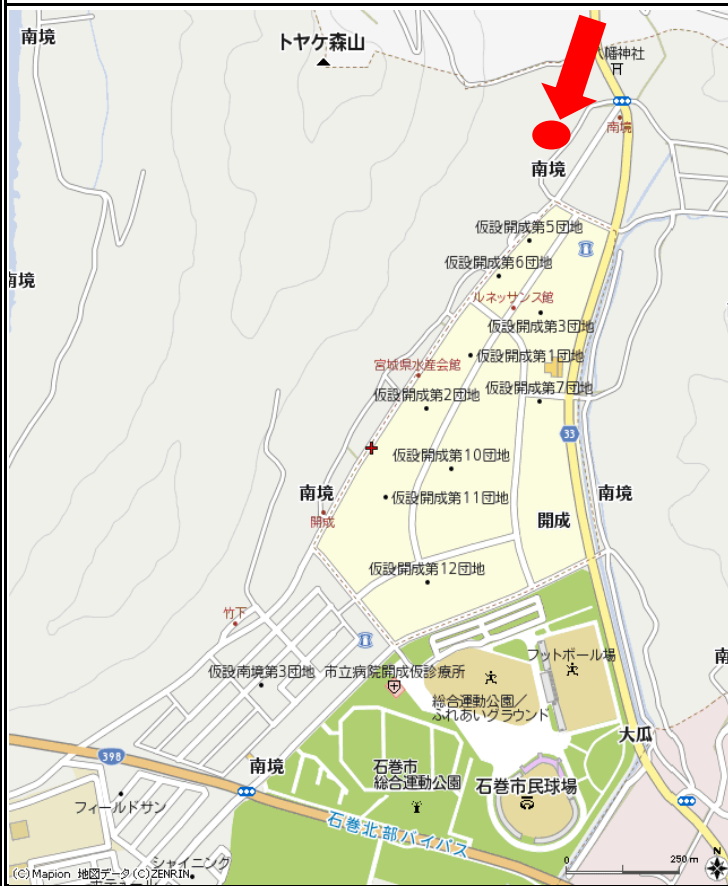 南境
トヤケ森山
八幡神社
南境
南境
仮設開成第5団地
仮設開成第6団地
南境
ルネッサンス館
仮設開成第3団地
仮設開成第1団地
宮城県水産会館
仮設開成第2団地
仮設開成第7団地
33
仮設開成第10団地
南境
仮設開成第11団地
南境
開成
開成
仮設開成第12団地
竹下
フットボール場
仮設南境第3団地
市立病院開成仮診療所
総合運動公園/
ふれあいグラウンド
南
大瓜
398
南境
石巻市
総合運動公園
石巻市民球場
フィールドサン
石巻北部バイパス
シャイニング
0
250 m
N
(C) Mapion 地図データ (C) ZENRIN